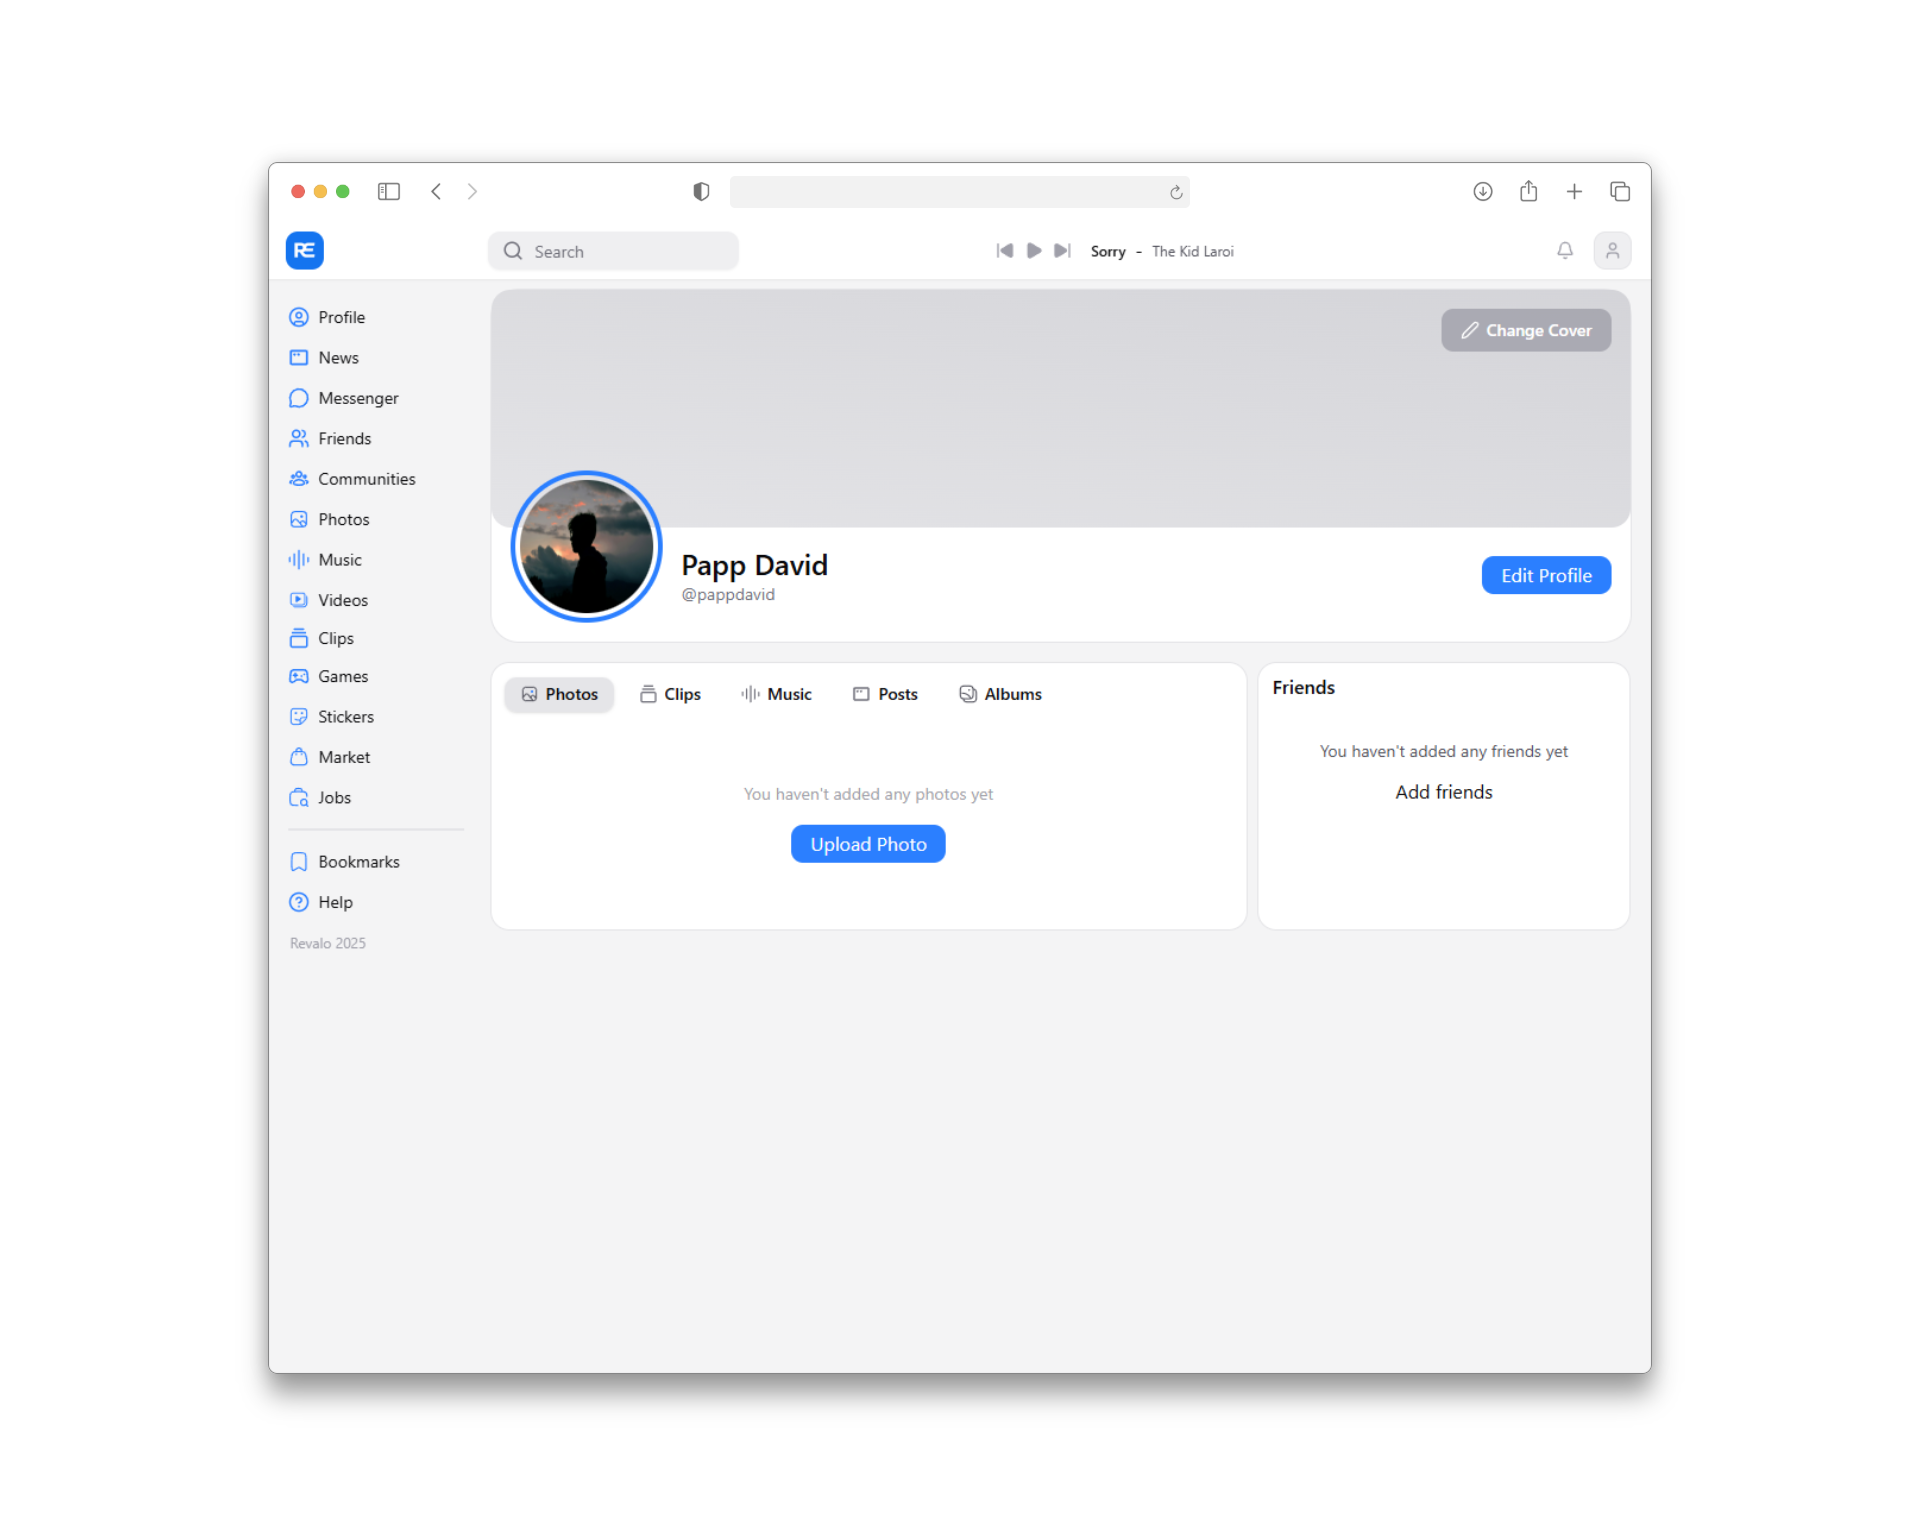 RE
Search
Sorry - The Kid Laroi
Profile
News
Messenger
Friends
Communities
Photos
Music
Videos
Clips
Games
Stickers
Market
Jobs
Bookmarks
Help
Revalo 2025
Change Cover
Papp David
@pappdavid
Edit Profile
Photos Clips Music Posts Albums
You haven't added any photos yet
Upload Photo
Friends
You haven't added any friends yet
Add friends